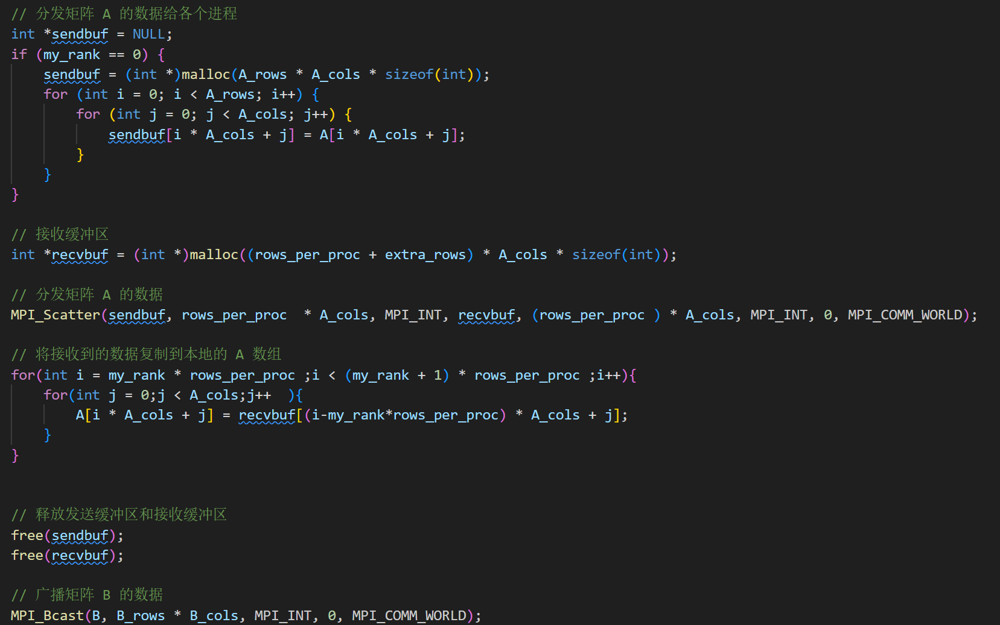 // 分发矩阵 A 的数据给各个进程
int *sendbuf = NULL;
if (my_rank == 0) {
    sendbuf = (int *)malloc(A_rows * A_cols * sizeof(int));
    for (int i = 0; i < A_rows; i++) {
        for (int j = 0; j < A_cols; j++) {
            sendbuf[i * A_cols + j] = A[i * A_cols + j];
        }
    }
}

// 接收缓冲区
int *recvbuf = (int *)malloc((rows_per_proc + extra_rows) * A_cols * sizeof(int));

// 分发矩阵 A 的数据
MPI_Scatter(sendbuf, rows_per_proc  * A_cols, MPI_INT, recvbuf, (rows_per_proc ) * A_cols, MPI_INT, 0, MPI_COMM_WORLD);

// 将接收到的数据复制到本地的 A 数组
for(int i = my_rank * rows_per_proc ;i < (my_rank + 1) * rows_per_proc ;i++){
    for(int j = 0;j < A_cols;j++  ){
        A[i * A_cols + j] = recvbuf[(i-my_rank*rows_per_proc) * A_cols + j];
    }
}

// 释放发送缓冲区和接收缓冲区
free(sendbuf);
free(recvbuf);

// 广播矩阵 B 的数据
MPI_Bcast(B, B_rows * B_cols, MPI_INT, 0, MPI_COMM_WORLD);